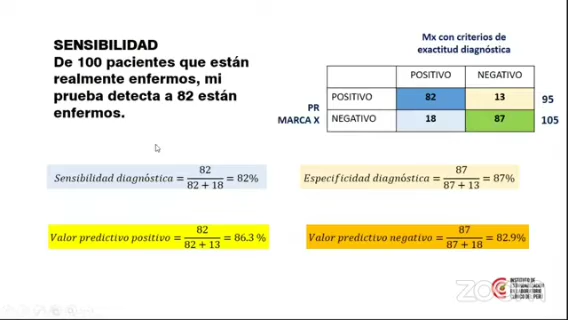 SENSIBILIDAD
De 100 pacientes que están
realmente enfermos, mi
prueba detecta a 82 están
enfermos.
Mx con criterios de
exactitud diagnóstica
POSITIVO NEGATIVO
PR
MARCA X
POSITIVO 82 13 95
NEGATIVO 18 87 105
Sensibilidad diagnóstica = 82 / 82 + 18 = 82%
Especificidad diagnóstica = 87 / 87 + 13 = 87%
Valor predictivo positivo = 82 / 82 + 13 = 86.3 %
Valor predictivo negativo = 87 / 87 + 18 = 82.9%
zoom